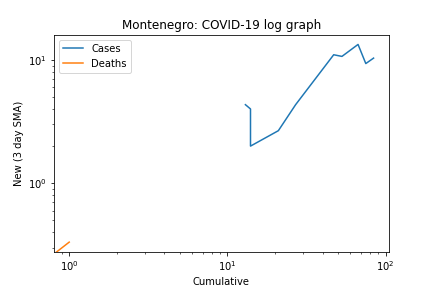 Montenegro: COVID-19 log graph
Cases
Deaths
New (3 day SMA)
10¹
10⁰
10⁰
10¹
10²
Cumulative